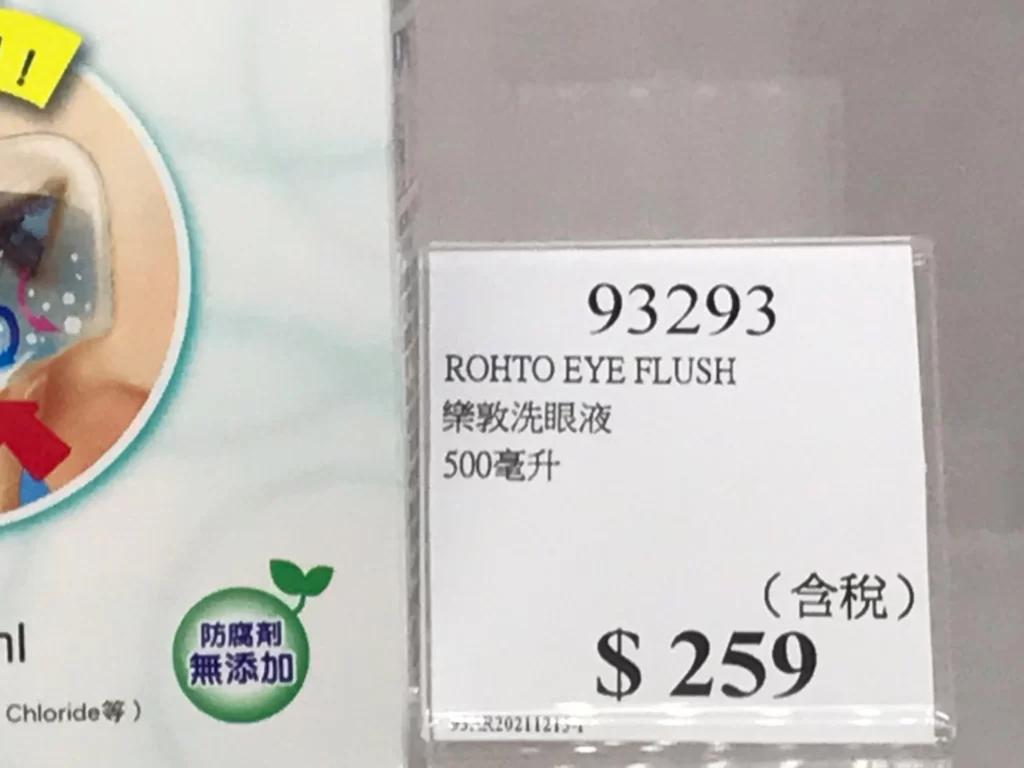 !
ml
Chloride等）
防腐劑
無添加
93293
ROHTO EYE FLUSH
樂敦洗眼液
500毫升
（含稅）
$ 259